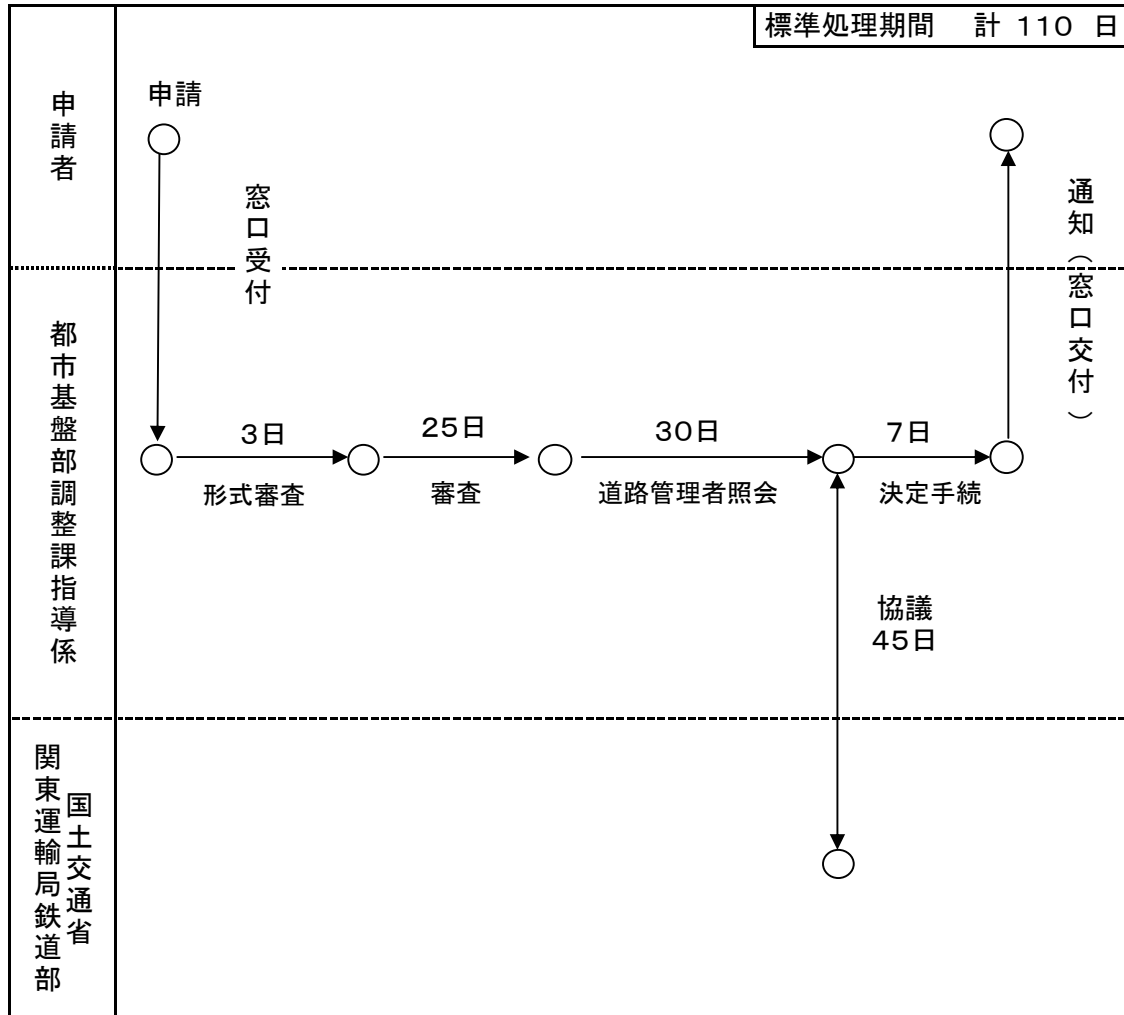 標準処理期間 計 110 日
申請者
申請
窓口受付
通知(窓口交付)
都市基盤部調整課指導係
3日
25日
30日
7日
形式審査
審査
道路管理者照会
決定手続
協議
45日
国土交通省
関東運輸局鉄道部